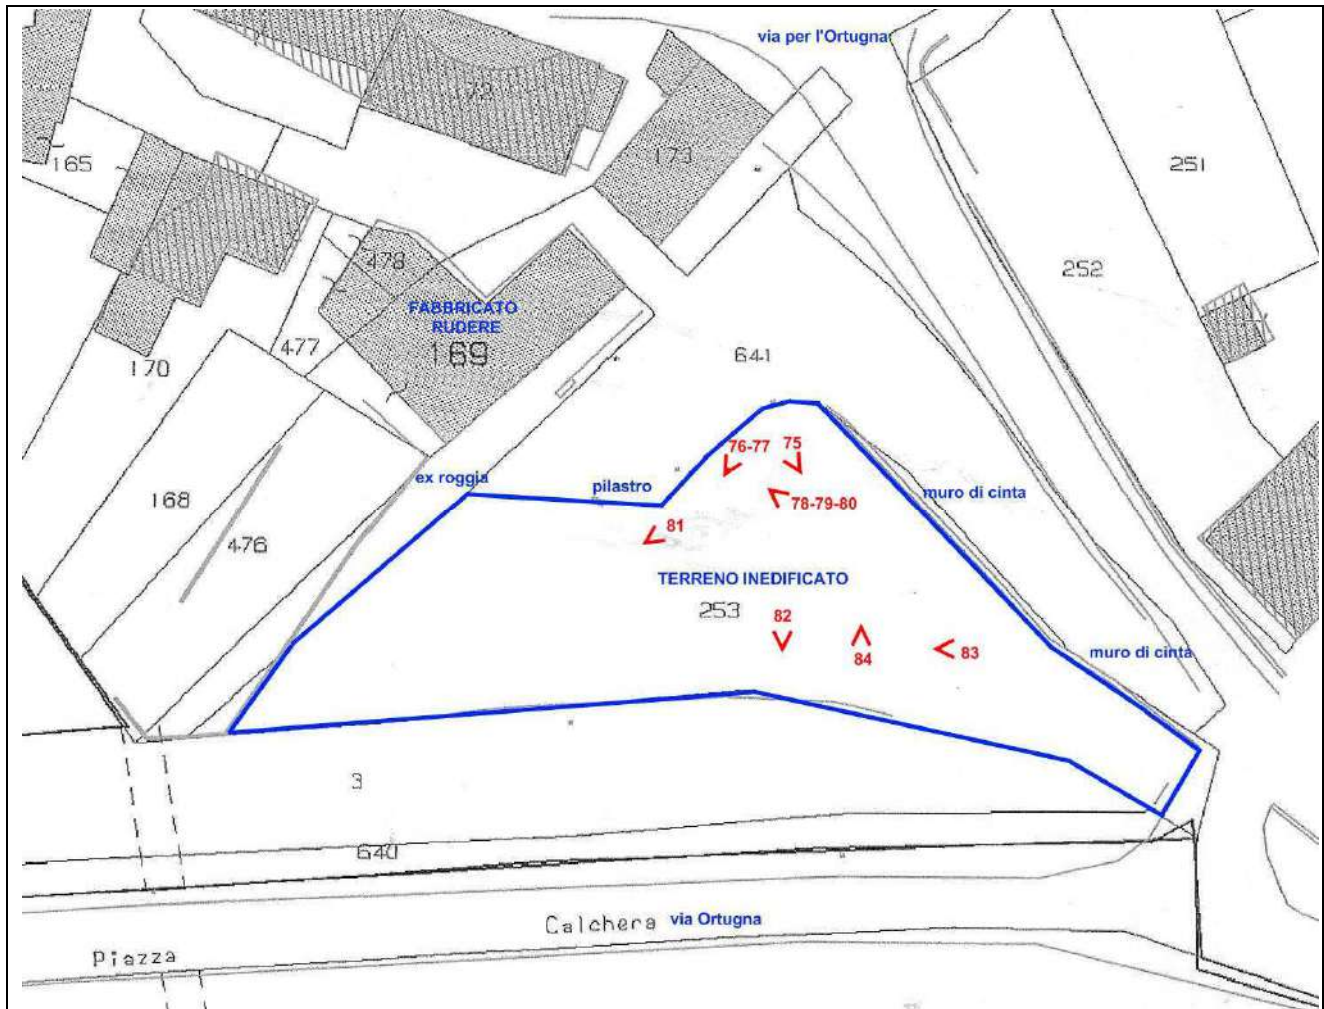 via per l'Ortugna
72
173
165
251
478
252
FABBRICATO
RUDERE
169
477
170
641
76-77
75
ex roggia
pilastro
muro di cinta
168
78-79-80
81
476
TERRENO INEDIFICATO
253
82
84
83
muro di cinta
3
640
Calchera
via Ortugna
Piazza